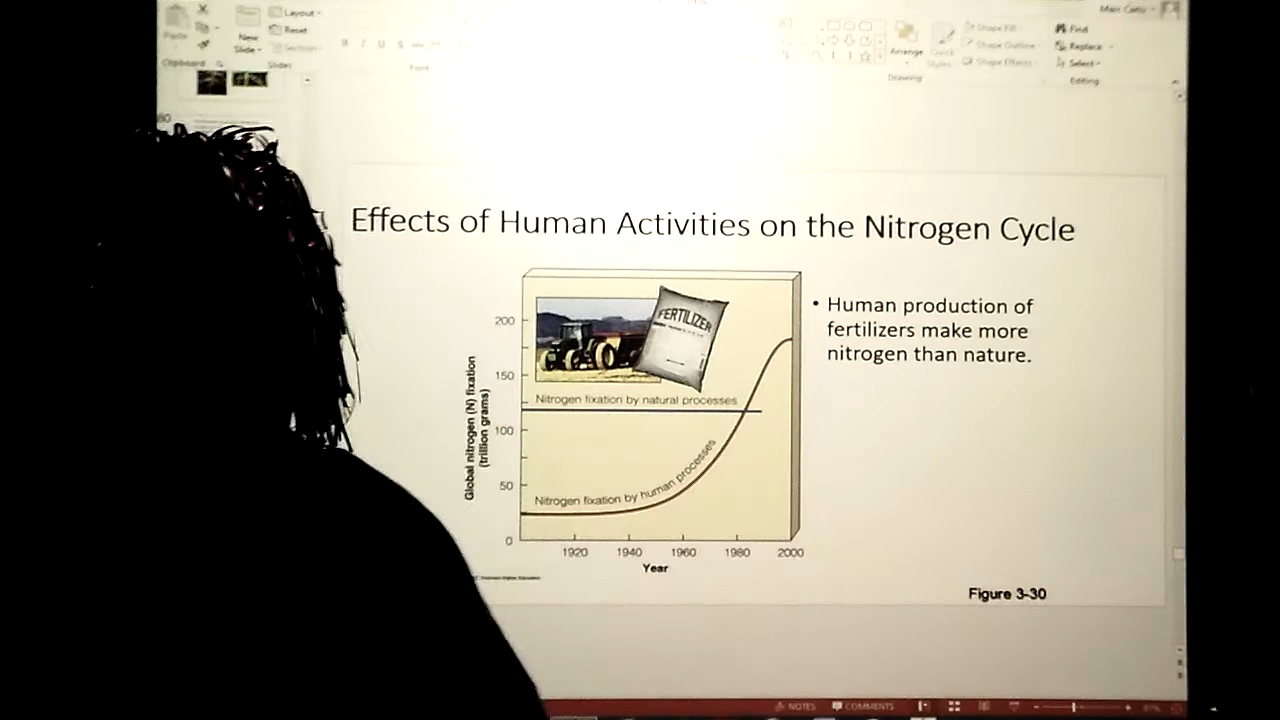 Marc Cario
Layout
Reset
Section
Paste
New
Slide
Clipboard
Slides
B I U S
Font
Arrange
Quick
Styles
Shape Fill
Shape Outline
Shape Effects
Drawing
Find
Replace
Select
Editing
80
Effects of Human Activities on the Nitrogen Cycle
FERTILIZER
• Human production of
fertilizers make more
nitrogen than nature.
Global nitrogen (N) fixation
(trillion grams)
200
150
100
50
0
Nitrogen fixation by natural processes
Nitrogen fixation by human processes
1920 1940 1960 1980 2000
Year
Figure 3-30
NOTES COMMENTS